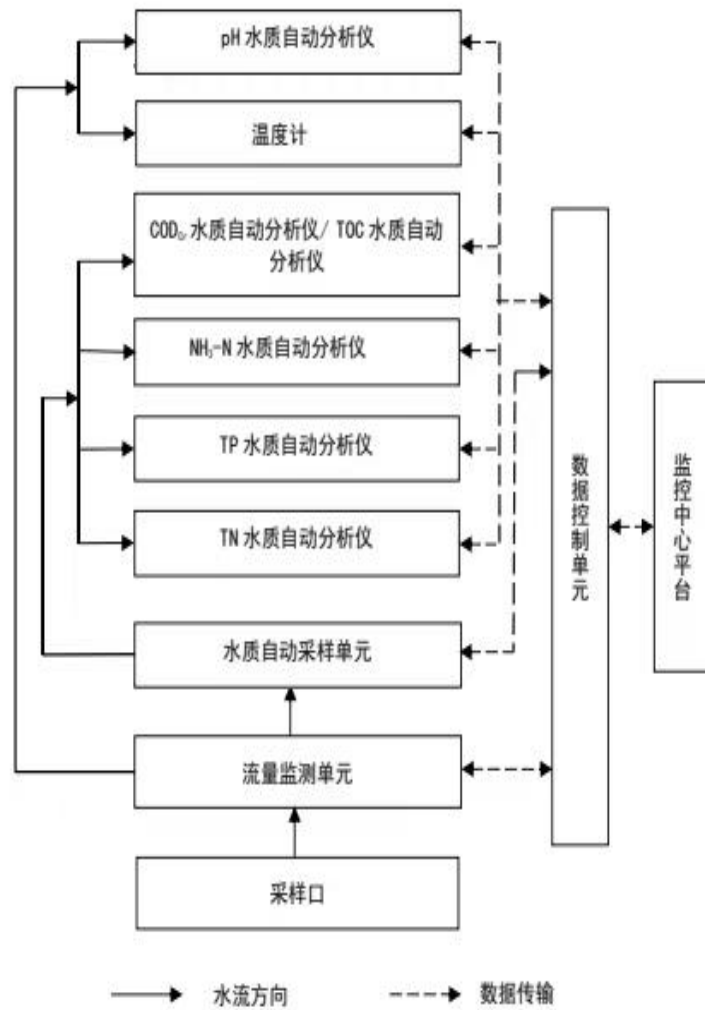 pH 水质自动分析仪
温度计
CODCr 水质自动分析仪/ TOC 水质自动
分析仪
NH₃-N 水质自动分析仪
TP 水质自动分析仪
TN 水质自动分析仪
水质自动采样单元
流量监测单元
采样口
数据控制单元
监控中心平台
水流方向
数据传输